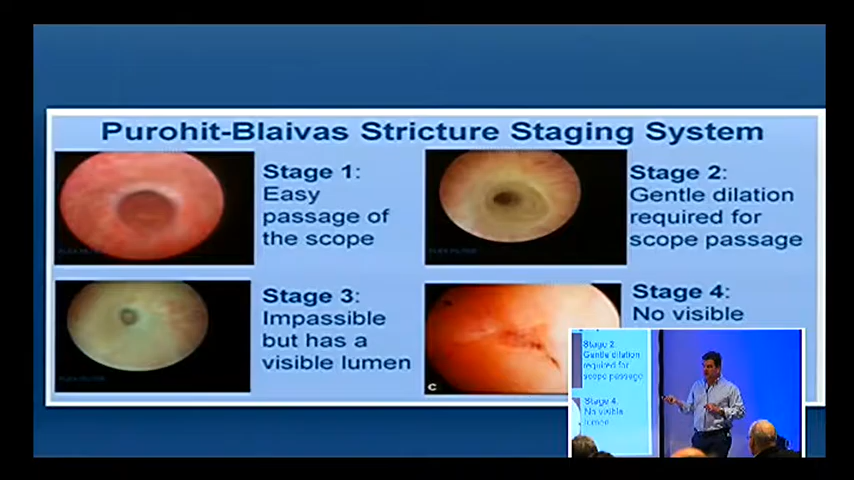 Purohit-Blaivas Stricture Staging System
Stage 1:
Easy
passage of
the scope
Stage 2:
Gentle dilation
required for
scope passage
Stage 3:
Impassible
but has a
visible lumen
Stage 4:
No visible
C
Stage 2:
Gentle dilation
required for
scope passage
Stage 4:
No visible
lumen